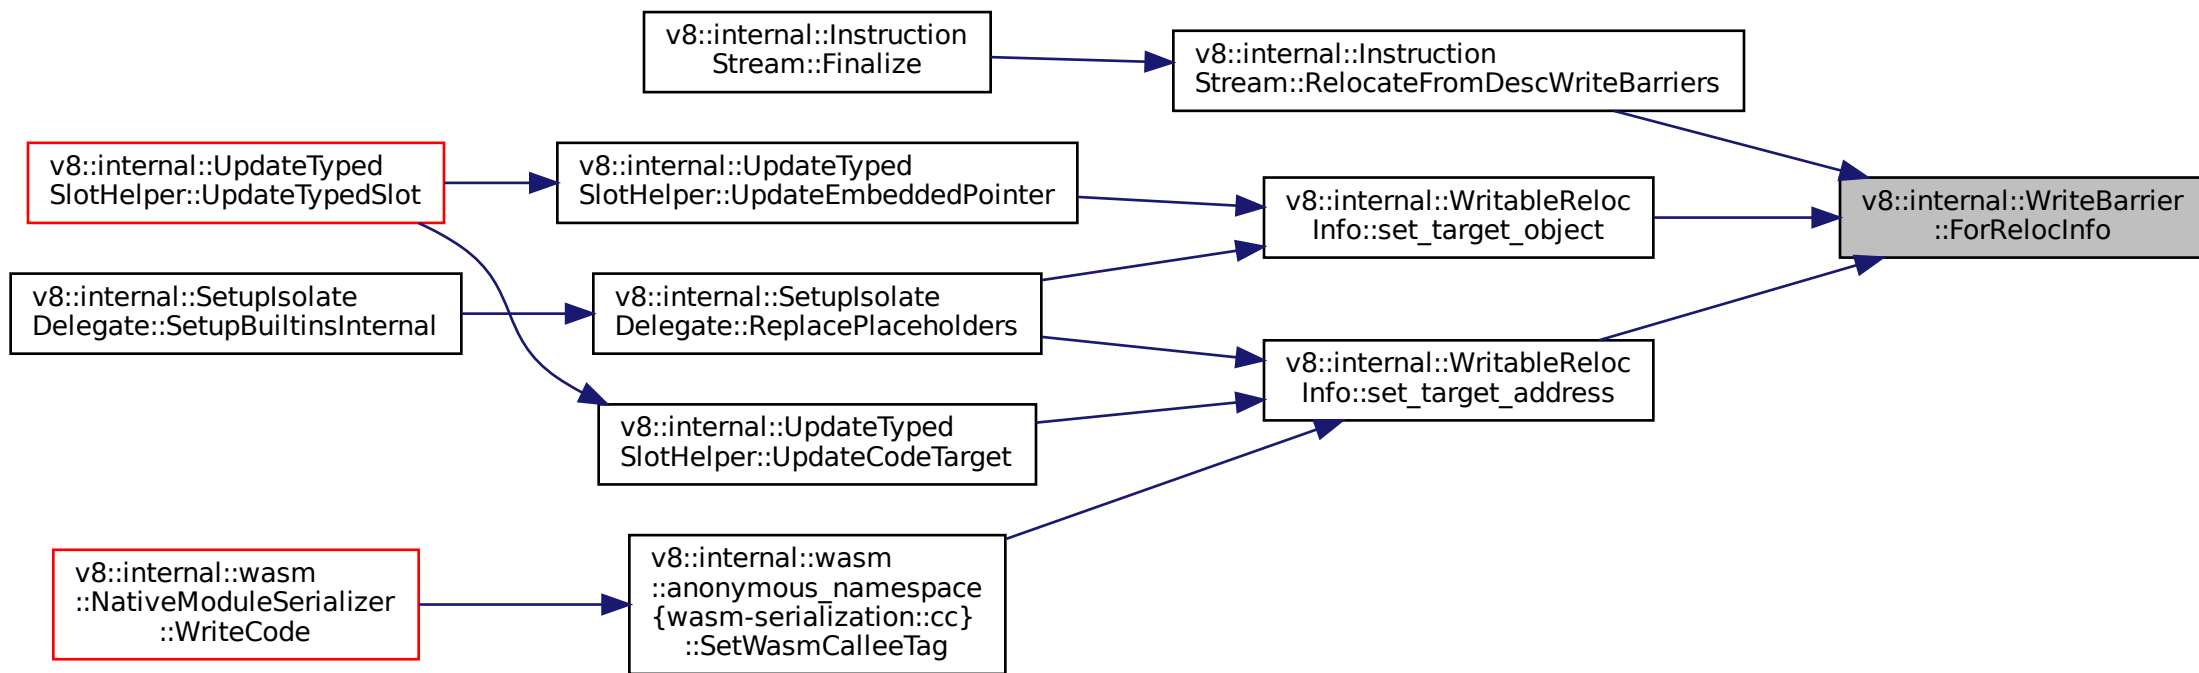 v8::internal::Instruction
Stream::Finalize
v8::internal::Instruction
Stream::RelocateFromDescWriteBarriers
v8::internal::UpdateTyped
SlotHelper::UpdateTypedSlot
v8::internal::UpdateTyped
SlotHelper::UpdateEmbeddedPointer
v8::internal::WritableReloc
Info::set_target_object
v8::internal::WriteBarrier
::ForRelocInfo
v8::internal::SetupIsolate
Delegate::SetupBuiltinsInternal
v8::internal::SetupIsolate
Delegate::ReplacePlaceholders
v8::internal::WritableReloc
Info::set_target_address
v8::internal::UpdateTyped
SlotHelper::UpdateCodeTarget
v8::internal::wasm
::NativeModuleSerializer
::WriteCode
v8::internal::wasm
::anonymous_namespace
{wasm-serialization::cc}
::SetWasmCalleeTag